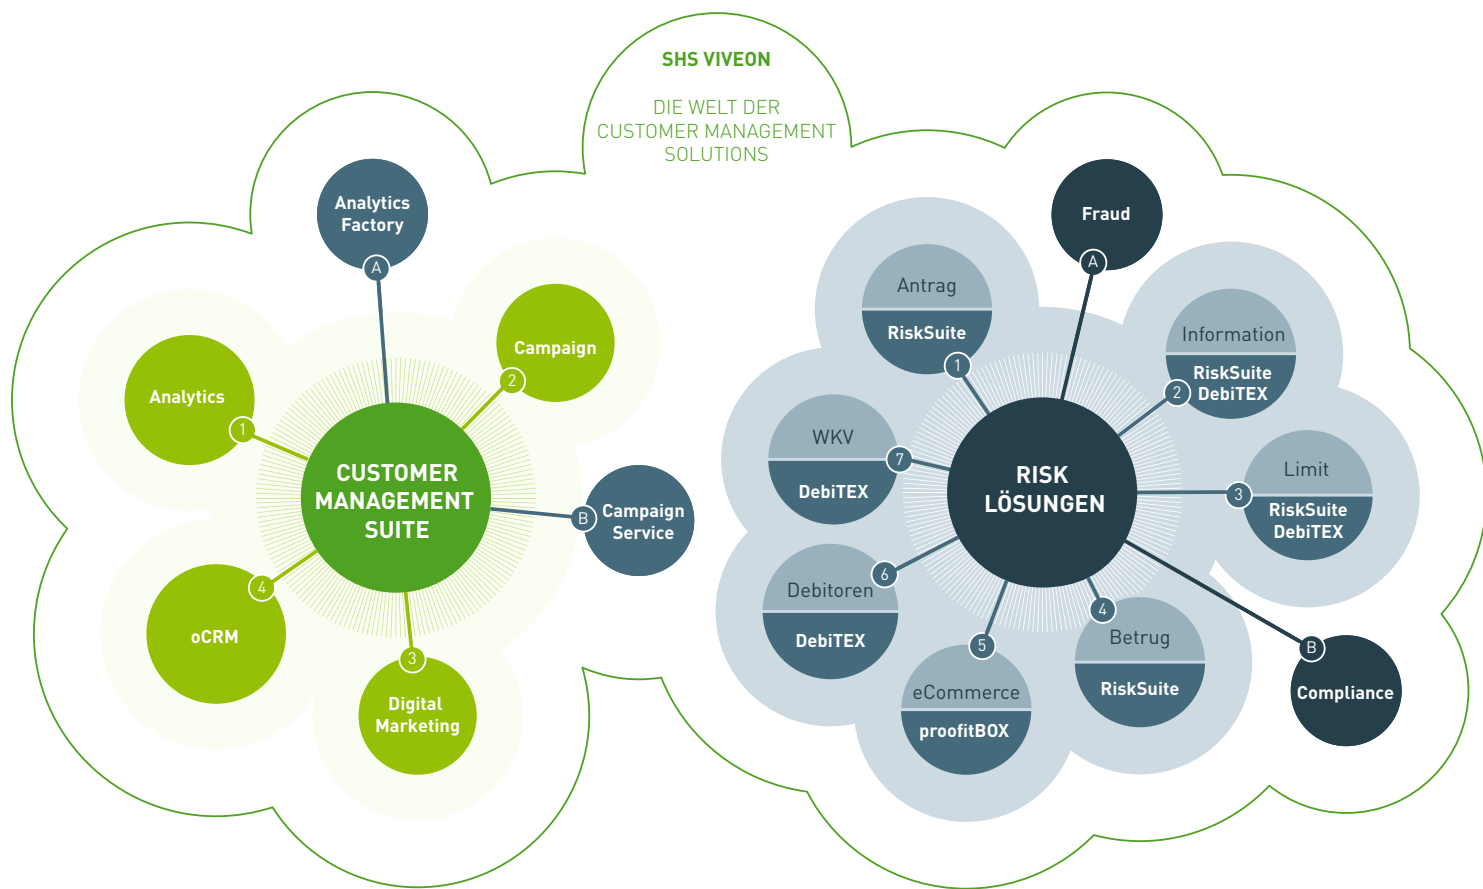 SHS VIVEON
DIE WELT DER
CUSTOMER MANAGEMENT
SOLUTIONS
CUSTOMER
MANAGEMENT
SUITE
Analytics
Factory
A
Analytics
1
Campaign
2
B
Campaign
Service
Digital
Marketing
3
oCRM
4
RISK
LÖSUNGEN
Fraud
A
Antrag
RiskSuite
1
Information
RiskSuite
DebiTEX
2
Limit
RiskSuite
DebiTEX
3
Betrug
RiskSuite
4
eCommerce
proofitBOX
5
Debitoren
DebiTEX
6
WKV
DebiTEX
7
B
Compliance